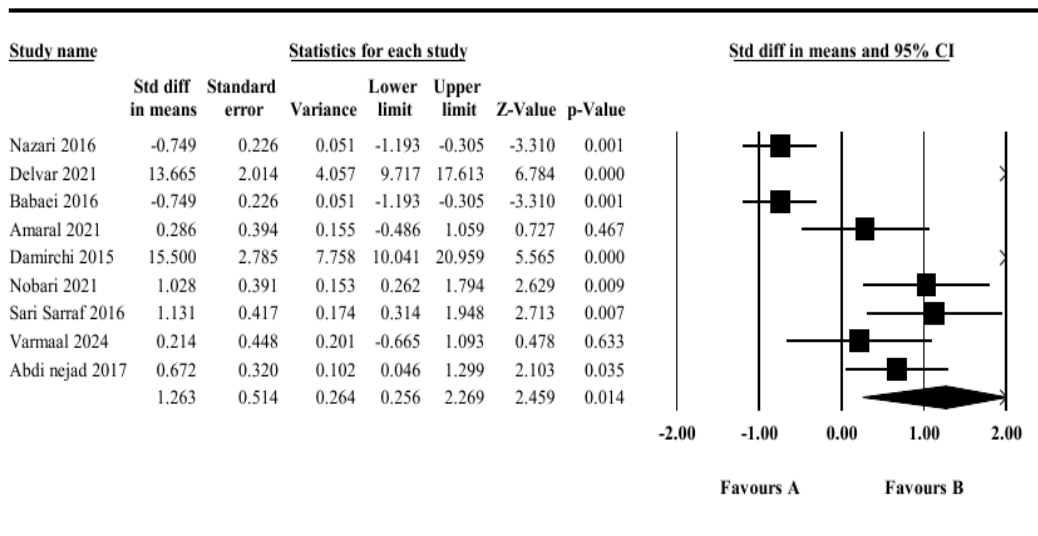 Study name Statistics for each study Std diff in means and 95% CI
Std diff Standard Lower Upper
in means error Variance limit limit Z-Value p-Value
Nazari 2016 -0.749 0.226 0.051 -1.193 -0.305 -3.310 0.001
Delvar 2021 13.665 2.014 4.057 9.717 17.613 6.784 0.000
Babaei 2016 -0.749 0.226 0.051 -1.193 -0.305 -3.310 0.001
Amaral 2021 0.286 0.394 0.155 -0.486 1.059 0.727 0.467
Damirchi 2015 15.500 2.785 7.758 10.041 20.959 5.565 0.000
Nobari 2021 1.028 0.391 0.153 0.262 1.794 2.629 0.009
Sari Sarraf 2016 1.131 0.417 0.174 0.314 1.948 2.713 0.007
Varmaal 2024 0.214 0.448 0.201 -0.665 1.093 0.478 0.633
Abdi nejad 2017 0.672 0.320 0.102 0.046 1.299 2.103 0.035
1.263 0.514 0.264 0.256 2.269 2.459 0.014
-2.00 -1.00 0.00 1.00 2.00
Favours A Favours B